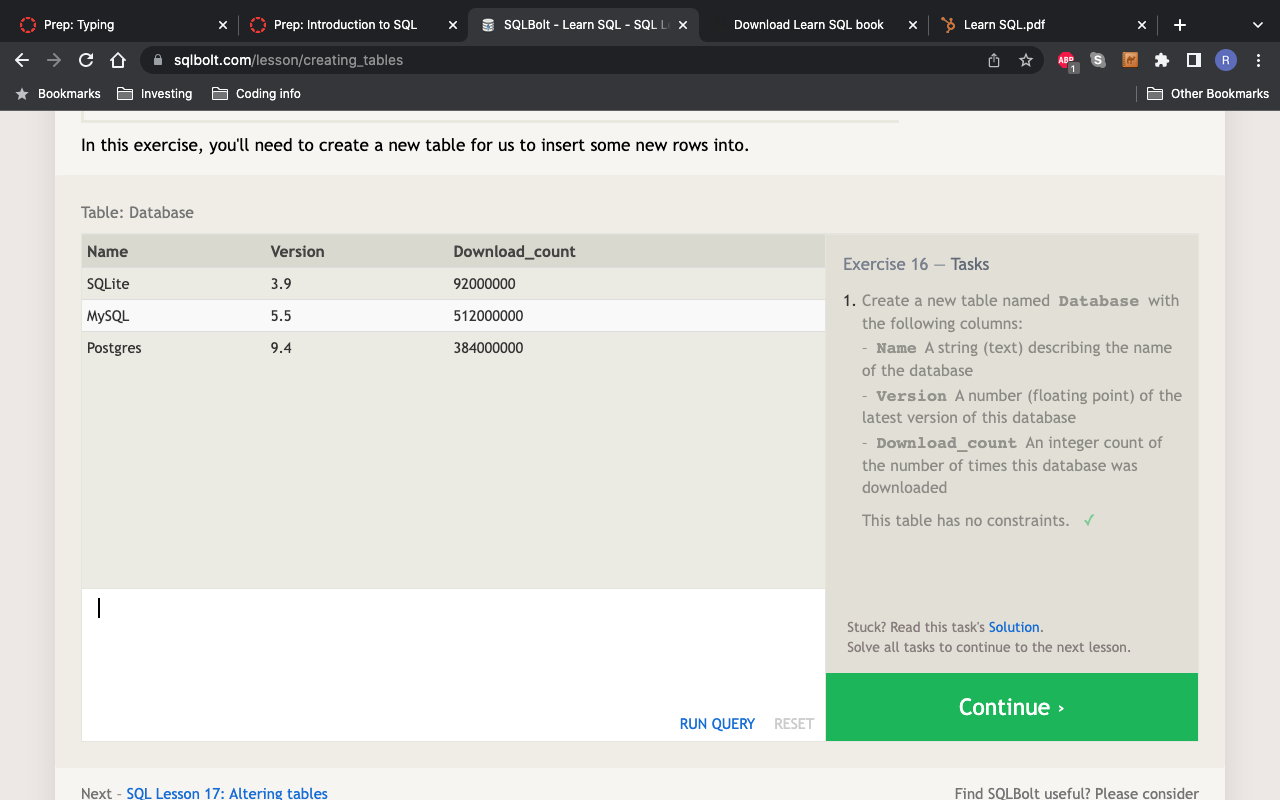 Prep: Typing
Prep: Introduction to SQL
SQLBolt - Learn SQL - SQL L
Download Learn SQL book
Learn SQL.pdf
sqlbolt.com/lesson/creating_tables
ABP
1
S
R
Bookmarks
Investing
Coding info
Other Bookmarks
In this exercise, you'll need to create a new table for us to insert some new rows into.
Table: Database
Name Version Download_count
SQLite 3.9 92000000
MySQL 5.5 512000000
Postgres 9.4 384000000
RUN QUERY RESET
Exercise 16 — Tasks
1. Create a new table named Database with
the following columns:
- Name A string (text) describing the name
of the database
- Version A number (floating point) of the
latest version of this database
- Download_count An integer count of
the number of times this database was
downloaded
This table has no constraints. ✓
Stuck? Read this task's Solution.
Solve all tasks to continue to the next lesson.
Continue ›
Next – SQL Lesson 17: Altering tables
Find SQLBolt useful? Please consider